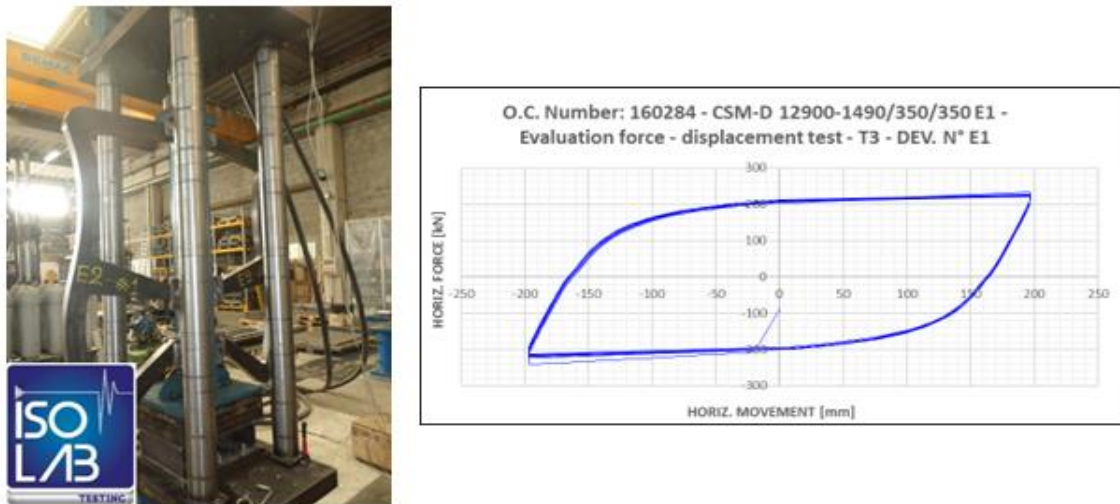 DEMAG
E2 #1
ISO
LAB
TESTING
O.C. Number: 160284 - CSM-D 12900-1490/350/350 E1 -
Evaluation force - displacement test - T3 - DEV. N° E1
HORIZ. FORCE [kN]
300
200
100
0
-100
-200
-300
-250 -200 -150 -100 -50 0 50 100 150 200 250
HORIZ. MOVEMENT [mm]